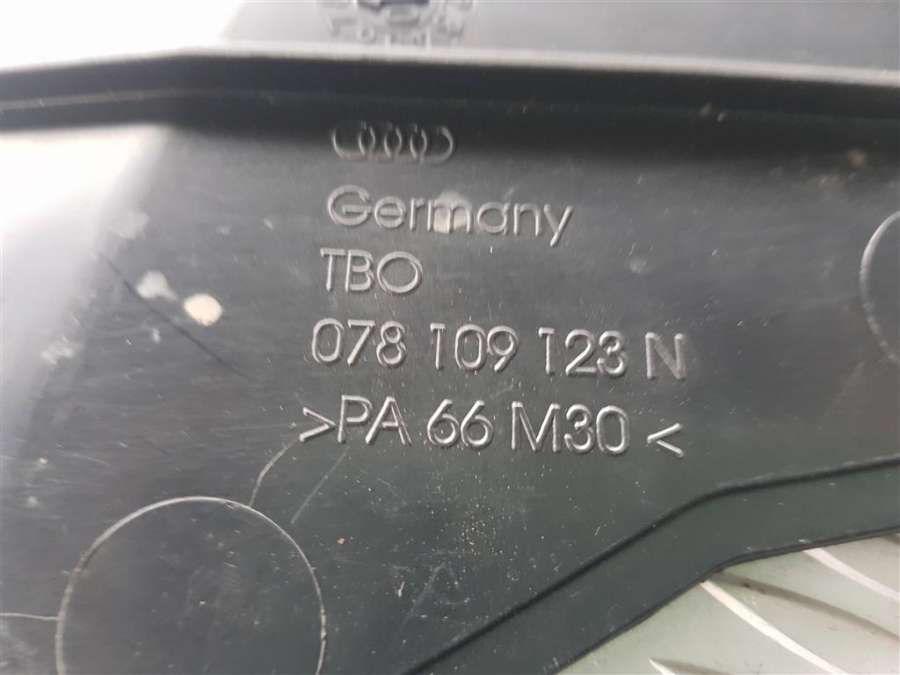 Germany
TBO
078 109 123 N
>PA 66 M30<